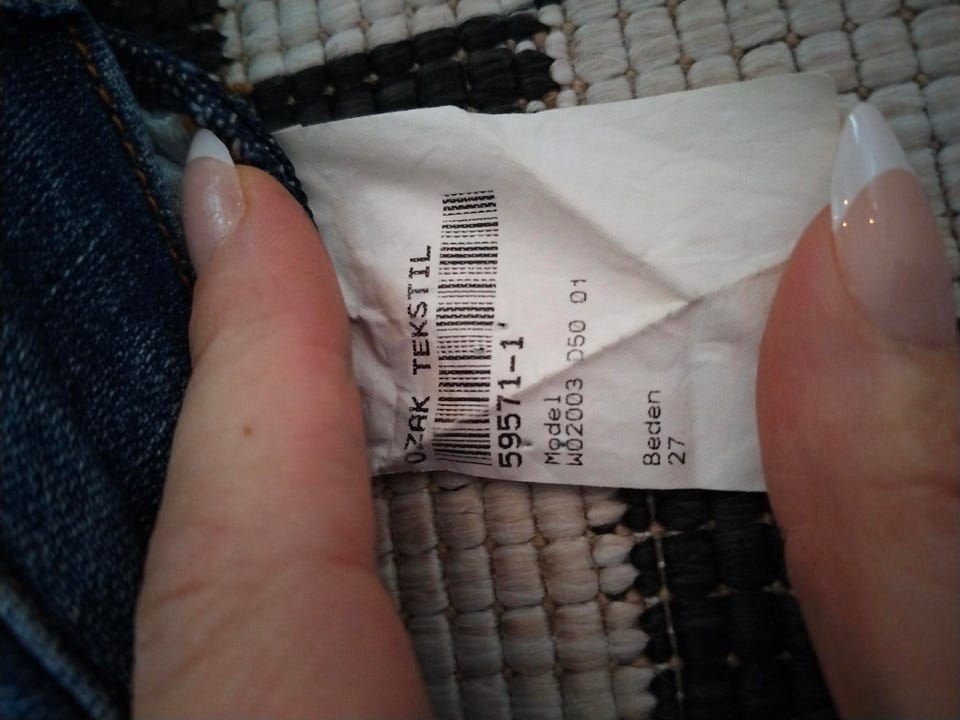 OZAK TEKSTIL
59571-1
Model
W02003 050 01
Beden
27